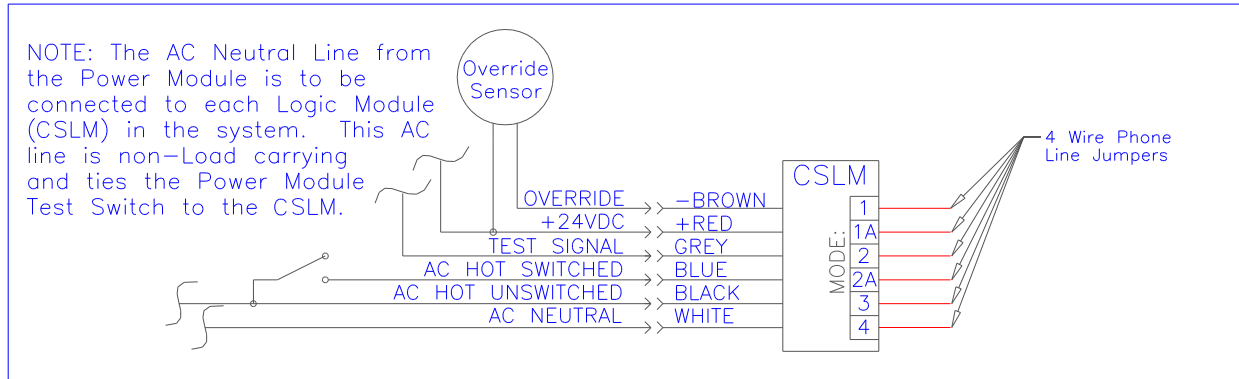 NOTE: The AC Neutral Line from
the Power Module is to be
connected to each Logic Module
(CSLM) in the system. This AC
line is non-Load carrying
and ties the Power Module
Test Switch to the CSLM.
Override
Sensor
OVERRIDE -BROWN
+24VDC +RED
TEST SIGNAL GREY
AC HOT SWITCHED BLUE
AC HOT UNSWITCHED BLACK
AC NEUTRAL WHITE
CSLM
MODE:
1
1A
2
2A
3
4
4 Wire Phone
Line Jumpers